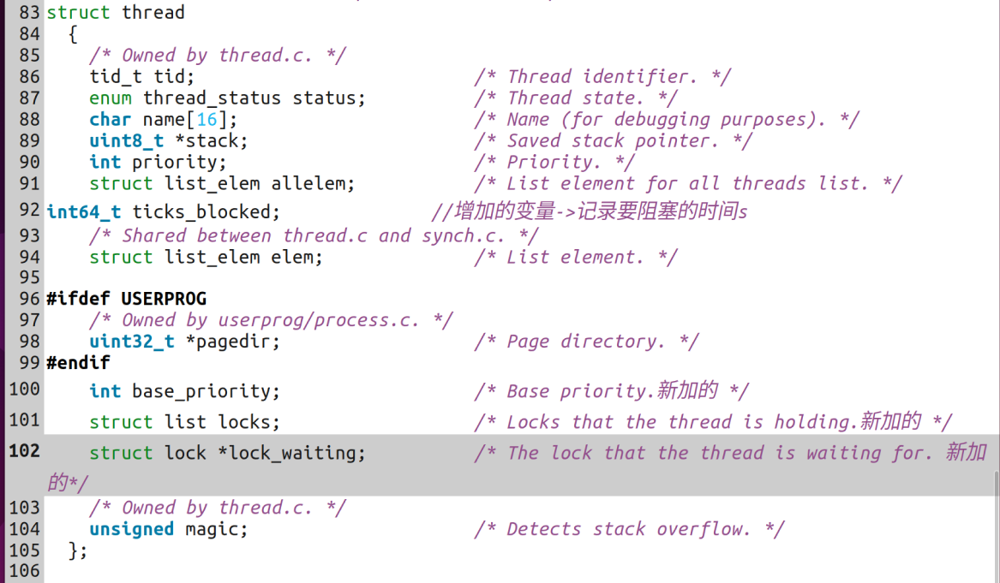 83 struct thread
84   {
85     /* Owned by thread.c. */
86     tid_t tid;                          /* Thread identifier. */
87     enum thread_status status;          /* Thread state. */
88     char name[16];                      /* Name (for debugging purposes). */
89     uint8_t *stack;                     /* Saved stack pointer. */
90     int priority;                       /* Priority. */
91     struct list_elem allelem;           /* List element for all threads list. */
92 int64_t ticks_blocked;              //增加的变量->记录要阻塞的时间s
93     /* Shared between thread.c and synch.c. */
94     struct list_elem elem;              /* List element. */
95
96 #ifdef USERPROG
97     /* Owned by userprog/process.c. */
98     uint32_t *pagedir;                  /* Page directory. */
99 #endif
100     int base_priority;                  /* Base priority.新加的 */
101     struct list locks;                  /* Locks that the thread is holding.新加的 */
102     struct lock *lock_waiting;          /* The lock that the thread is waiting for. 新加
的*/
103     /* Owned by thread.c. */
104     unsigned magic;                     /* Detects stack overflow. */
105   };
106